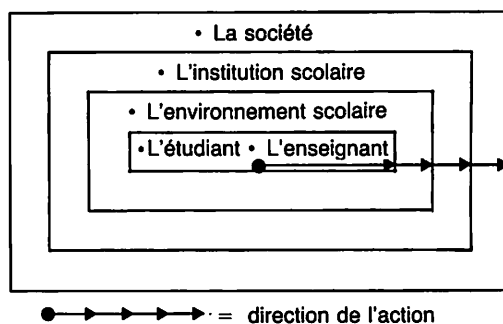 • La société
• L'institution scolaire
• L'environnement scolaire
•L'étudiant • L'enseignant
· = direction de l'action